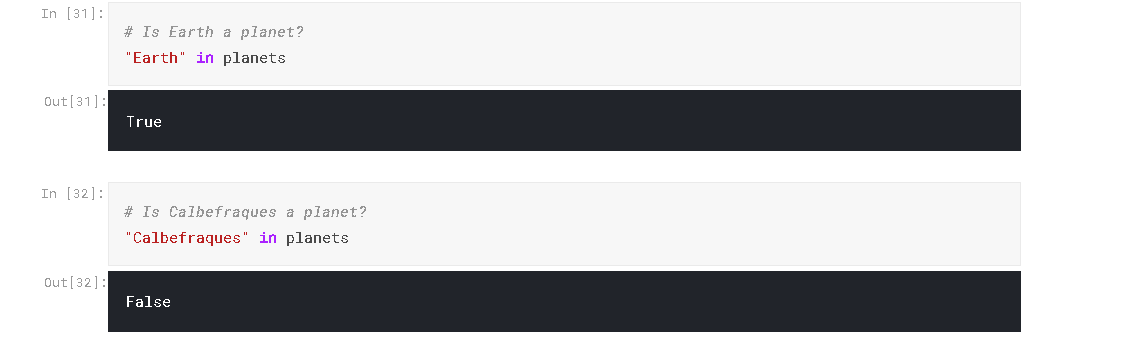 In [31]:
# Is Earth a planet?
"Earth" in planets
Out[31]:
True
In [32]:
# Is Calbefraques a planet?
"Calbefraques" in planets
Out[32]:
False